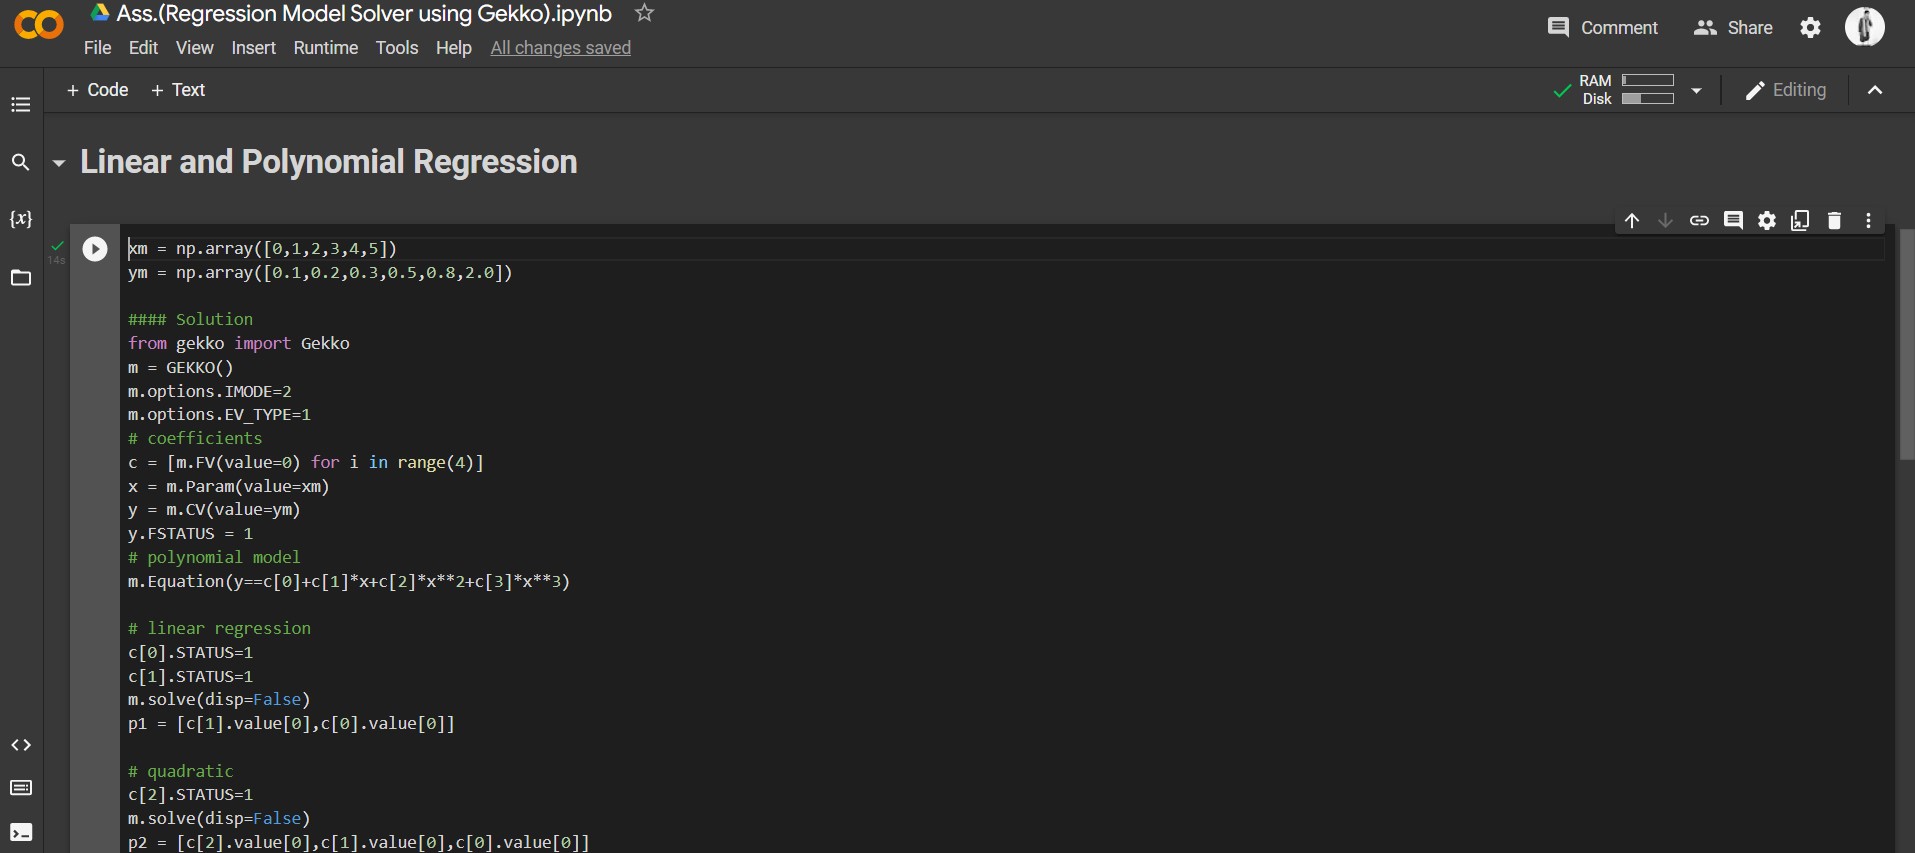 Ass.(Regression Model Solver using Gekko).ipynb
Comment
Share
File Edit View Insert Runtime Tools Help All changes saved
+ Code + Text
RAM
Disk
Editing
Linear and Polynomial Regression
{x}
14s
xm = np.array([0,1,2,3,4,5])
ym = np.array([0.1,0.2,0.3,0.5,0.8,2.0])
#### Solution
from gekko import Gekko
m = GEKKO()
m.options.IMODE=2
m.options.EV_TYPE=1
# coefficients
c = [m.FV(value=0) for i in range(4)]
x = m.Param(value=xm)
y = m.CV(value=ym)
y.FSTATUS = 1
# polynomial model
m.Equation(y==c[0]+c[1]*x+c[2]*x**2+c[3]*x**3)
# linear regression
c[0].STATUS=1
c[1].STATUS=1
m.solve(disp=False)
p1 = [c[1].value[0],c[0].value[0]]
# quadratic
c[2].STATUS=1
m.solve(disp=False)
p2 = [c[2].value[0],c[1].value[0],c[0].value[0]]